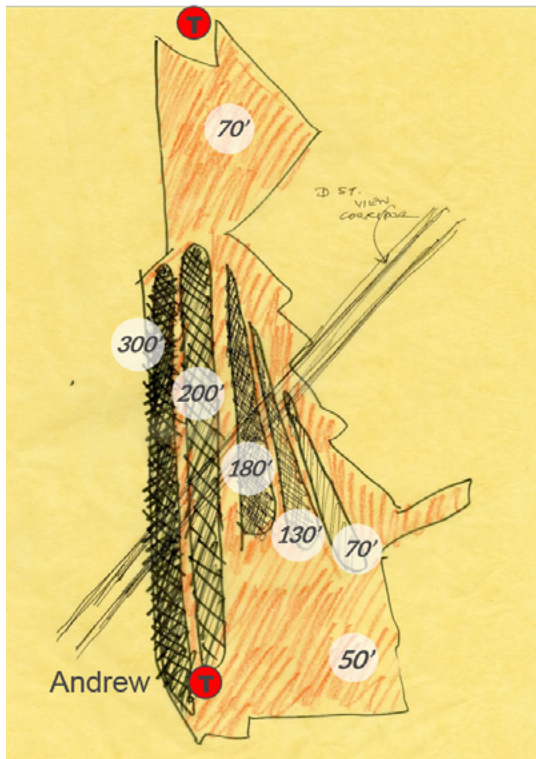 T
70'
D ST.
VIEW
CORRIDOR
300'
200'
180'
130'
70'
50'
Andrew
T